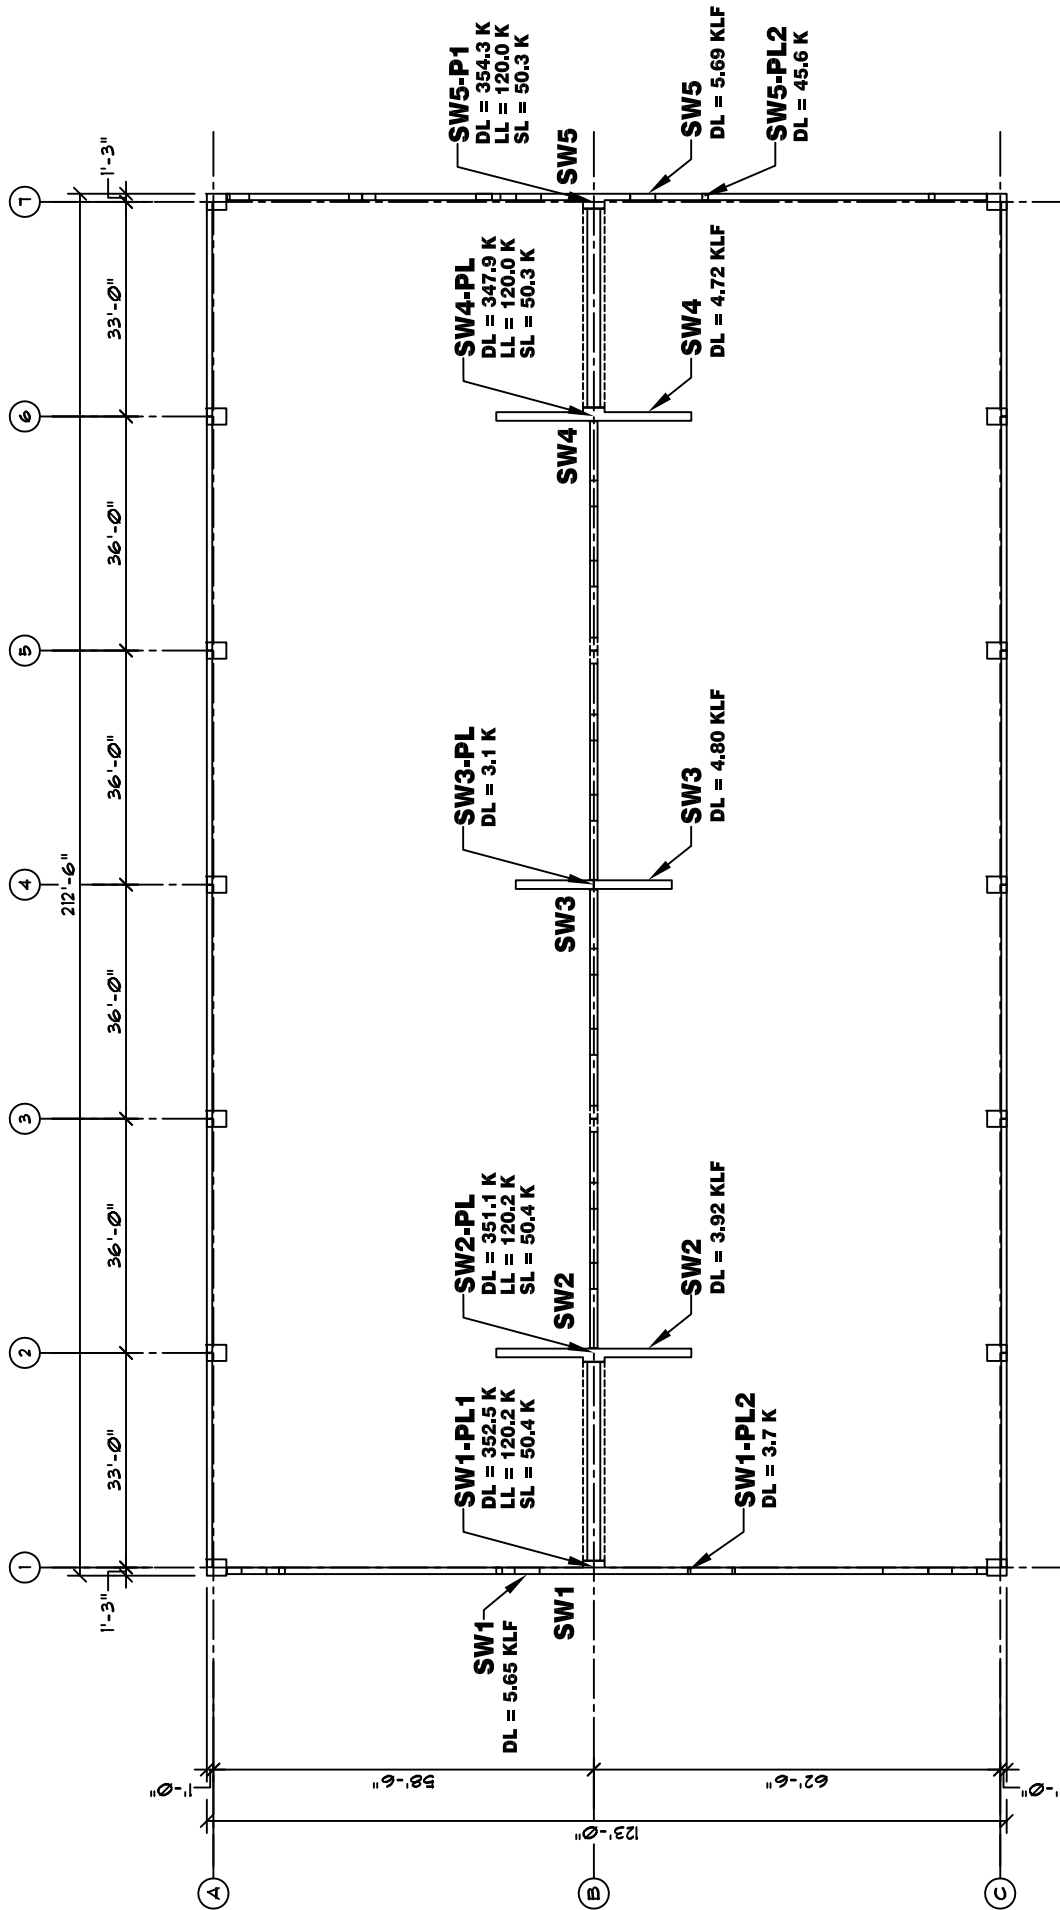 1
2
3
4
5
6
7
212'-6"
1'-3"
33'-0"
36'-0"
36'-0"
36'-0"
36'-0"
33'-0"
1'-3"
A
B
C
1'-0"
58'-6"
62'-6"
1'-0"
123'-0"
SW1
DL = 5.65 KLF
SW1-PL1
DL = 352.5 K
LL = 120.2 K
SL = 50.4 K
SW1
SW1-PL2
DL = 3.7 K
SW2-PL
DL = 351.1 K
LL = 120.2 K
SL = 50.4 K
SW2
SW2
DL = 3.92 KLF
SW3-PL
DL = 3.1 K
SW3
SW3
DL = 4.80 KLF
SW4-PL
DL = 347.9 K
LL = 120.0 K
SL = 50.3 K
SW4
SW4
DL = 4.72 KLF
SW5-P1
DL = 354.3 K
LL = 120.0 K
SL = 50.3 K
SW5
SW5
DL = 5.69 KLF
SW5-PL2
DL = 45.6 K